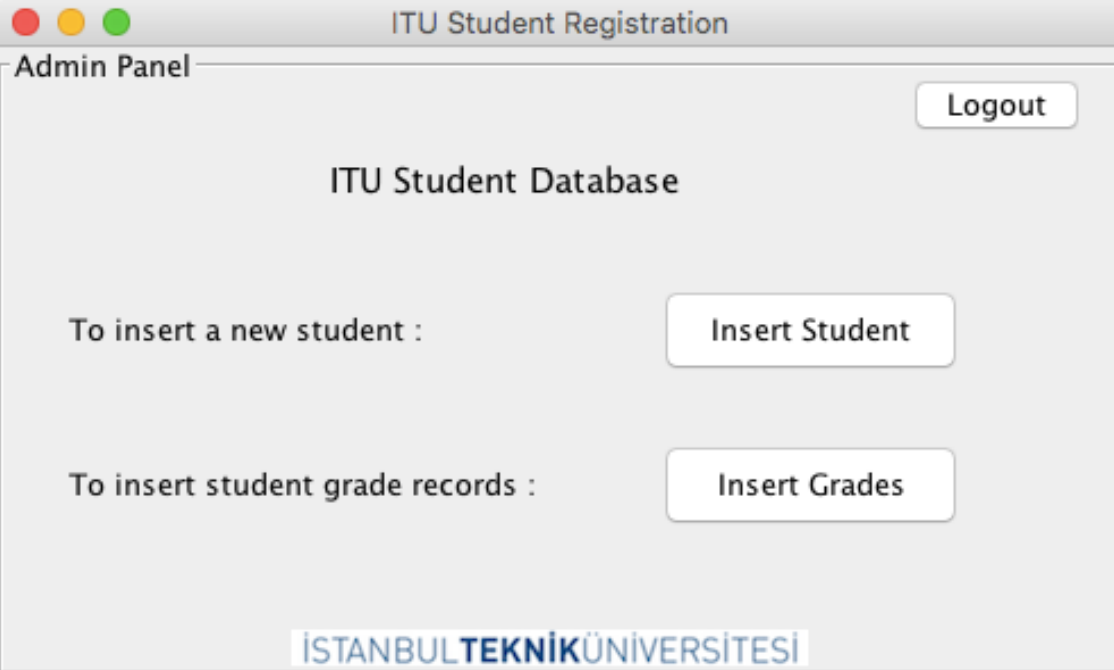 ITU Student Registration
Admin Panel
Logout
ITU Student Database
To insert a new student :
Insert Student
To insert student grade records :
Insert Grades
İSTANBULTEKNİKÜNİVERSİTESİ